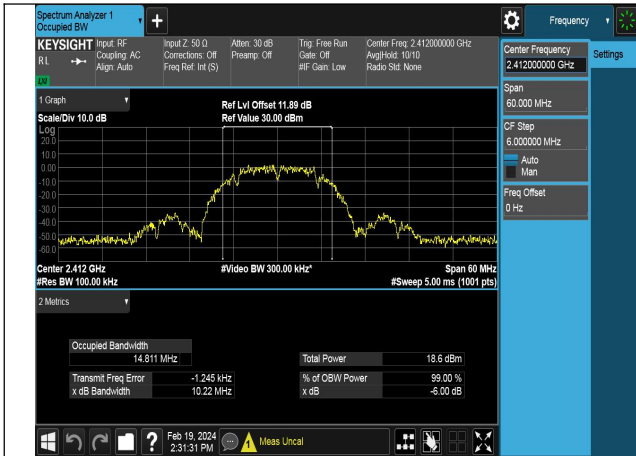 Spectrum Analyzer 1
Occupied BW
Frequency
KEYSIGHT
R L
Input: RF
Coupling: AC
Align: Auto
Input Z: 50 Ω
Corrections: Off
Freq Ref: Int (S)
Atten: 30 dB
Preamp: Off
Trig: Free Run
Gate: Off
#IF Gain: Low
Center Freq: 2.412000000 GHz
Avg|Hold: 10/10
Radio Std: None
Center Frequency
2.412000000 GHz
Settings
Span
60.000 MHz
CF Step
6.000000 MHz
Auto
Man
Freq Offset
0 Hz
1 Graph
Scale/Div 10.0 dB
Ref Lvl Offset 11.89 dB
Ref Value 30.00 dBm
Log
20.0
10.0
0.00
-10.0
-20.0
-30.0
-40.0
-50.0
-60.0
Center 2.412 GHz
#Res BW 100.00 kHz
#Video BW 300.00 kHz*
Span 60 MHz
#Sweep 5.00 ms (1001 pts)
2 Metrics
Occupied Bandwidth
14.811 MHz
Total Power 18.6 dBm
Transmit Freq Error -1.245 kHz
% of OBW Power 99.00 %
x dB Bandwidth 10.22 MHz
x dB -6.00 dB
Feb 19, 2024
2:31:31 PM
Meas Uncal